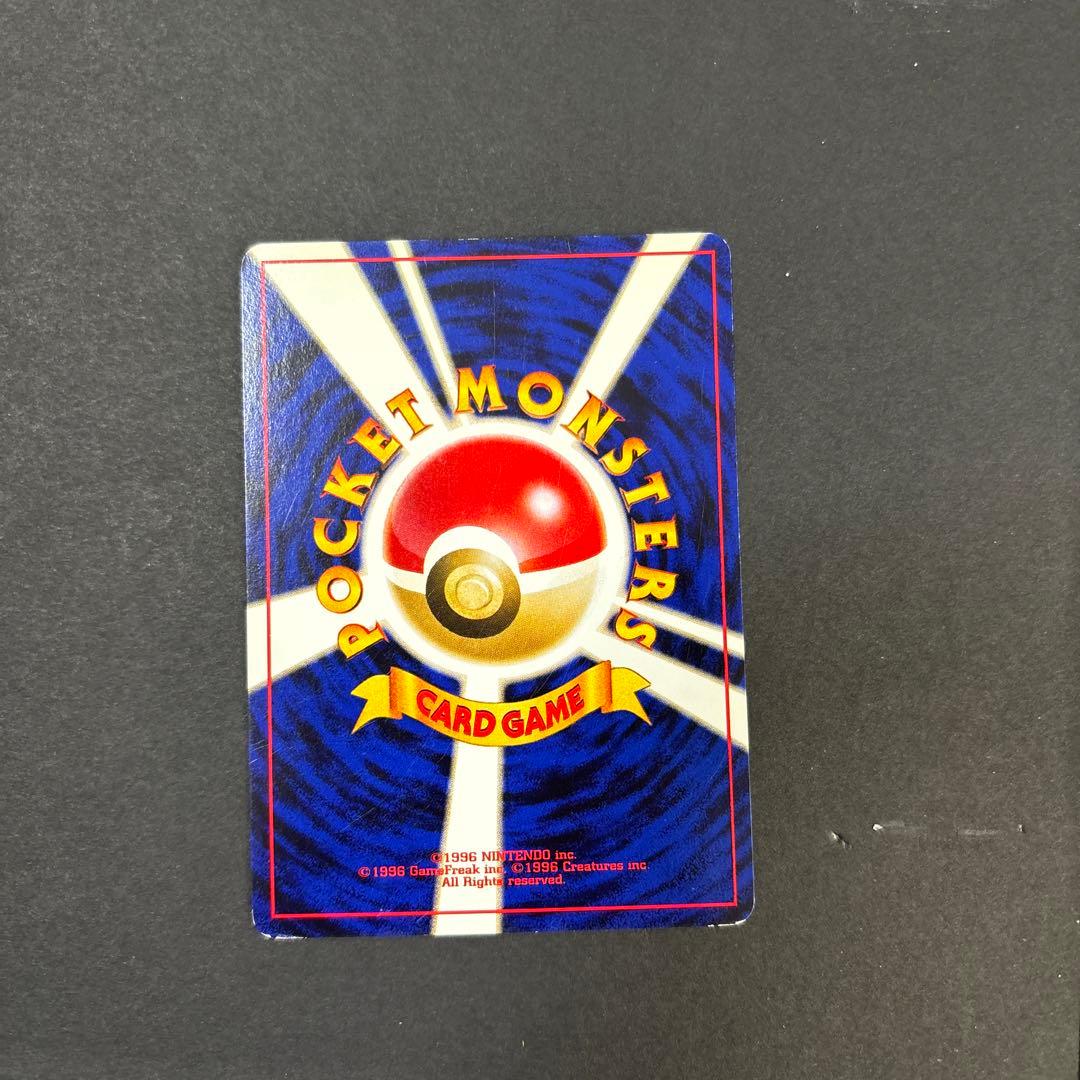 POCKET MONSTERS
CARD GAME
©1996 NINTENDO inc.
©1996 GameFreak inc. ©1996 Creatures inc.
All Rights reserved.